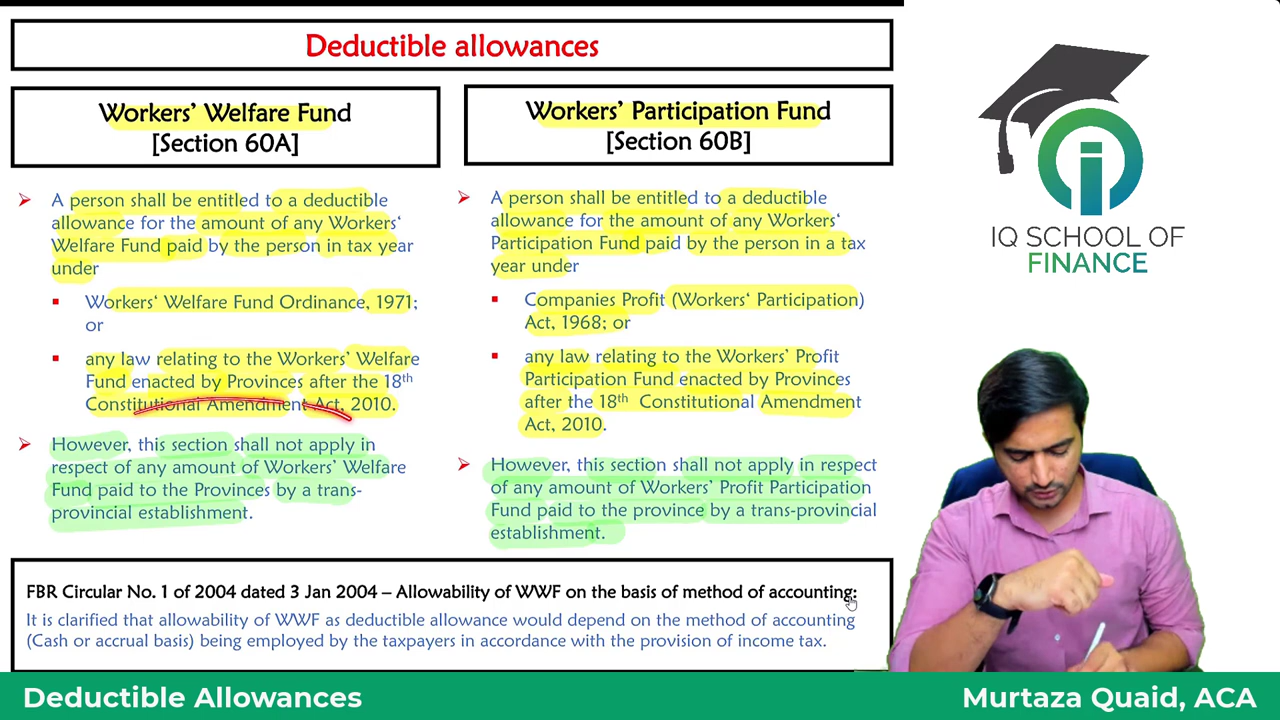 Deductible allowances
Workers’ Welfare Fund
[Section 60A]
A person shall be entitled to a deductible
allowance for the amount of any Workers‘
Welfare Fund paid by the person in tax year
under
Workers‘ Welfare Fund Ordinance, 1971;
or
any law relating to the Workers’ Welfare
Fund enacted by Provinces after the 18th
Constitutional Amendment Act, 2010.
However, this section shall not apply in
respect of any amount of Workers’ Welfare
Fund paid to the Provinces by a trans-
provincial establishment.
Workers’ Participation Fund
[Section 60B]
A person shall be entitled to a deductible
allowance for the amount of any Workers‘
Participation Fund paid by the person in a tax
year under
Companies Profit (Workers‘ Participation)
Act, 1968; or
any law relating to the Workers’ Profit
Participation Fund enacted by Provinces
after the 18th Constitutional Amendment
Act, 2010.
However, this section shall not apply in respect
of any amount of Workers’ Profit Participation
Fund paid to the province by a trans-provincial
establishment.
FBR Circular No. 1 of 2004 dated 3 Jan 2004 – Allowability of WWF on the basis of method of accounting:
It is clarified that allowability of WWF as deductible allowance would depend on the method of accounting
(Cash or accrual basis) being employed by the taxpayers in accordance with the provision of income tax.
IQ SCHOOL OF
FINANCE
Deductible Allowances
Murtaza Quaid, ACA